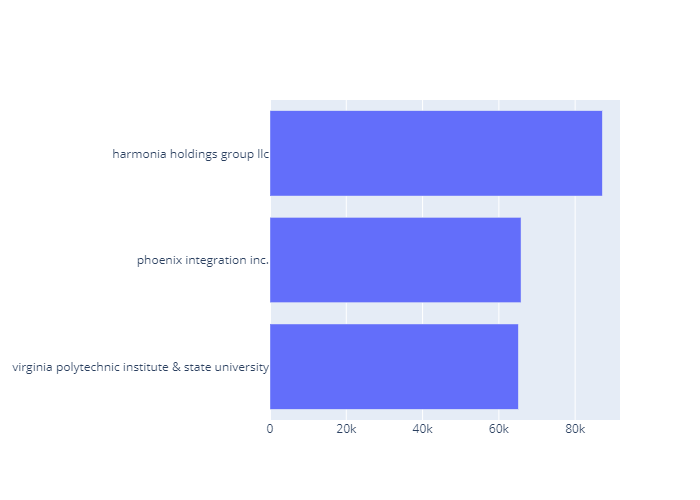 harmonia holdings group llc
phoenix integration inc.
virginia polytechnic institute & state university
0 20k 40k 60k 80k